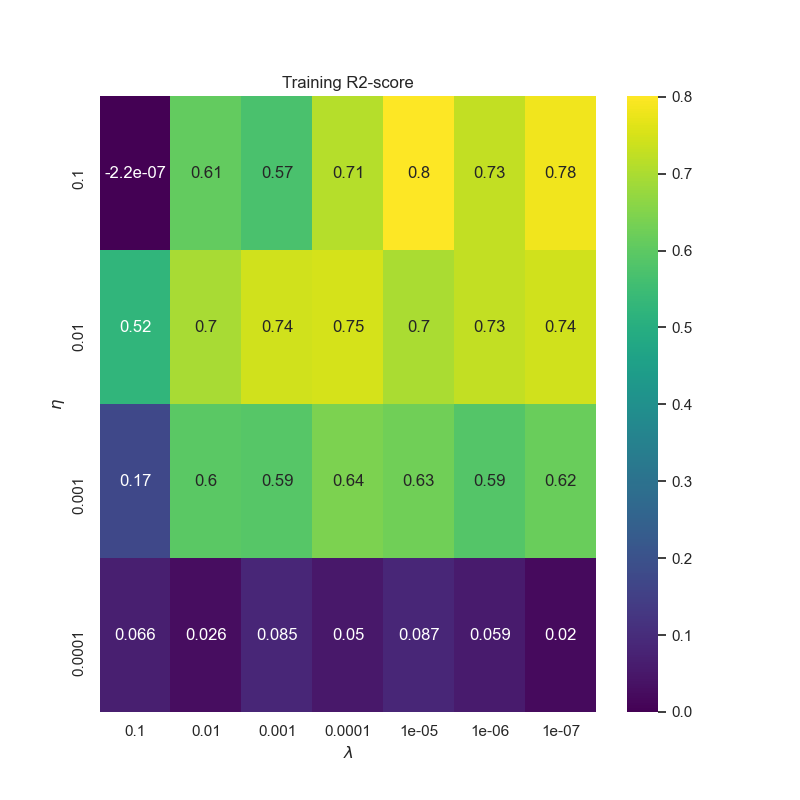 Training R2-score
0.1 -2.2e-07 0.61 0.57 0.71 0.8 0.73 0.78
0.01 0.52 0.7 0.74 0.75 0.7 0.73 0.74
η
0.001 0.17 0.6 0.59 0.64 0.63 0.59 0.62
0.0001 0.066 0.026 0.085 0.05 0.087 0.059 0.02
0.1 0.01 0.001 0.0001 1e-05 1e-06 1e-07
λ
0.8
0.7
0.6
0.5
0.4
0.3
0.2
0.1
0.0